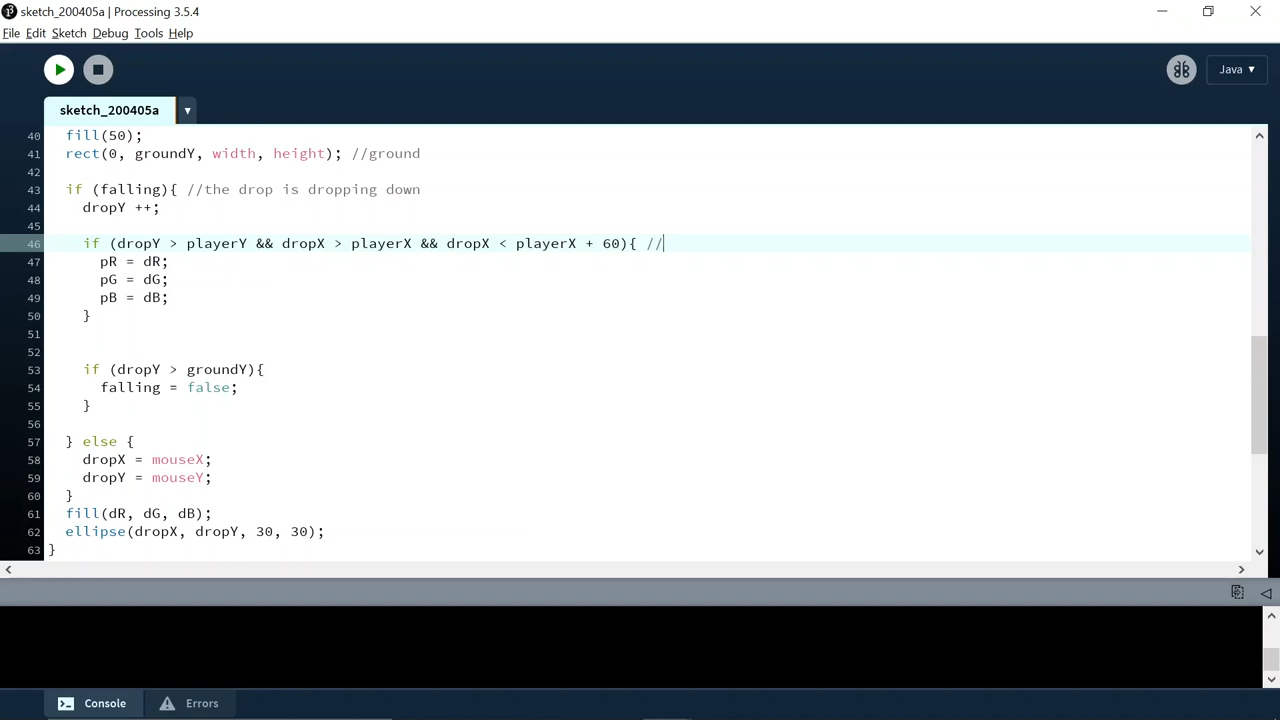 sketch_200405a | Processing 3.5.4
File Edit Sketch Debug Tools Help
Java ▾
sketch_200405a
40 fill(50);
41 rect(0, groundY, width, height); //ground
42
43 if (falling){ //the drop is dropping down
44 dropY ++;
45
46 if (dropY > playerY && dropX > playerX && dropX < playerX + 60){ //
47 pR = dR;
48 pG = dG;
49 pB = dB;
50 }
51
52
53 if (dropY > groundY){
54 falling = false;
55 }
56
57 } else {
58 dropX = mouseX;
59 dropY = mouseY;
60 }
61 fill(dR, dG, dB);
62 ellipse(dropX, dropY, 30, 30);
63 }
Console Errors